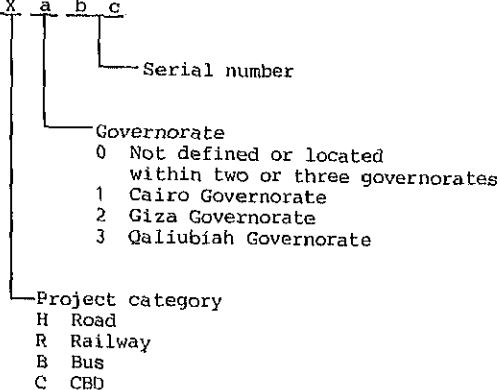 X a b c
Serial number
Governorate
0 Not defined or located
within two or three governorates
1 Cairo Governorate
2 Giza Governorate
3 Qaliubiah Governorate
Project category
H Road
R Railway
B Bus
C CBD